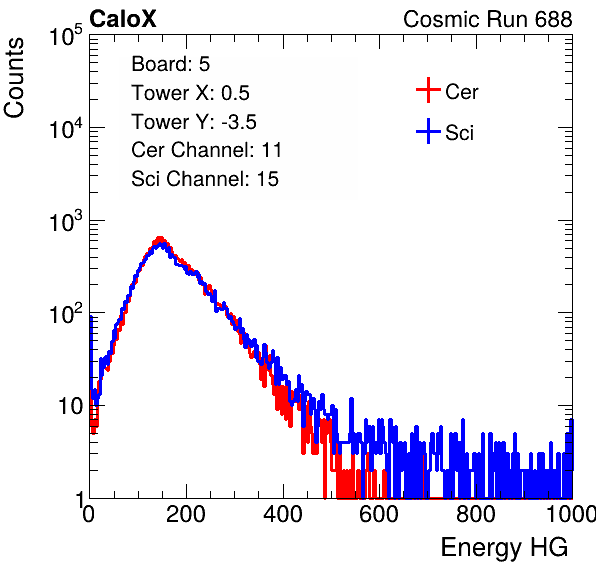 CaloX
Cosmic Run 688
Counts
10^5
10^4
10^3
10^2
10
1
Board: 5
Tower X: 0.5
Tower Y: -3.5
Cer Channel: 11
Sci Channel: 15
Cer
Sci
0 200 400 600 800 1000
Energy HG